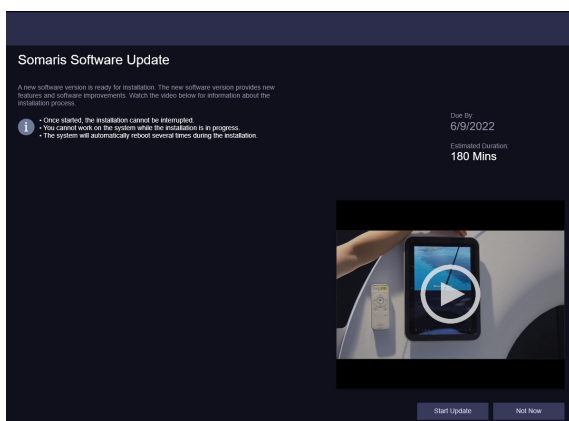 Somaris Software Update
A new software version is ready for installation. The new software version provides new
features and software improvements. Watch the video below for information about the
installation process.
• Once started, the installation cannot be interrupted.
• You cannot work on the system while the installation is in progress.
• The system will automatically reboot several times during the installation.
Due By:
6/9/2022
Estimated Duration:
180 Mins
Start Update
Not Now